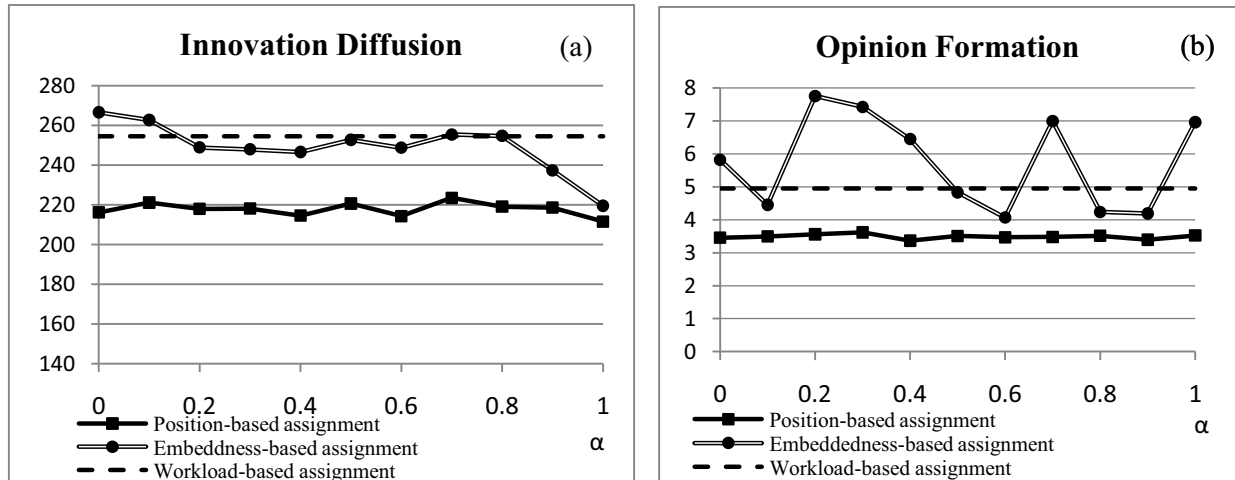 Innovation Diffusion (a)
280
260
240
220
200
180
160
140
0 0.2 0.4 0.6 0.8 1
α
Position-based assignment
Embeddness-based assignment
Workload-based assignment
Opinion Formation (b)
8
7
6
5
4
3
2
1
0
0 0.2 0.4 0.6 0.8 1
α
Position-based assignment
Embeddedness-based assignment
Workload-based assignment